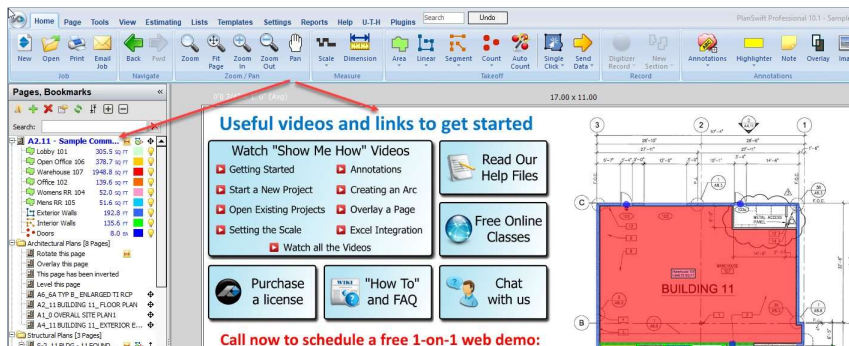 Home Page Tools View Estimating Lists Templates Settings Reports Help U-T-H Plugins Search Undo PlanSwift Professional 10.1 - Sample
New Open Print Email Job Back Fwd Zoom Fit Page Zoom In Zoom Out Pan Scale Dimension Area Linear Segment Count Auto Count Single Click Send Data Digitizer Record New Section Annotations Highlighter Note Overlay
Job Navigate Zoom / Pan Measure Takeoff Record Annotations
Pages, Bookmarks «
17.00 x 11.00
Search:
A2.11 - Sample Comm...
Lobby 101 305.5 SQ FT
Open Office 106 378.7 SQ FT
Warehouse 107 1948.8 SQ FT
Office 102 139.6 SQ FT
Womens RR 104 52.0 SQ FT
Mens RR 105 51.6 SQ FT
Exterior Walls 192.8 FT
Interior Walls 135.6 FT
Doors 8.0 EA
Architectural Plans [8 Pages]
Rotate this page
Overlay this page
This page has been inverted
Level this page
A6_6A TYP B_ ENLARGED TI RCP
A2_11 BUILDING 11_ FLOOR PLAN
A1_0 OVERALL SITE PLAN1
A4_11 BUILDING 11_ EXTERIOR E...
Structural Plans [3 Pages]
Useful videos and links to get started
Watch "Show Me How" Videos
Getting Started Annotations
Start a New Project Creating an Arc
Open Existing Projects Overlay a Page
Setting the Scale Excel Integration
Watch all the Videos
Read Our
Help Files
Free Online
Classes
Purchase
a license
WIKI
"How To"
and FAQ
Chat
with us
Call now to schedule a free 1-on-1 web demo:
3 2 1
C
METAL ACCESS
PANEL
WAREHOUSE
BUILDING 11
B